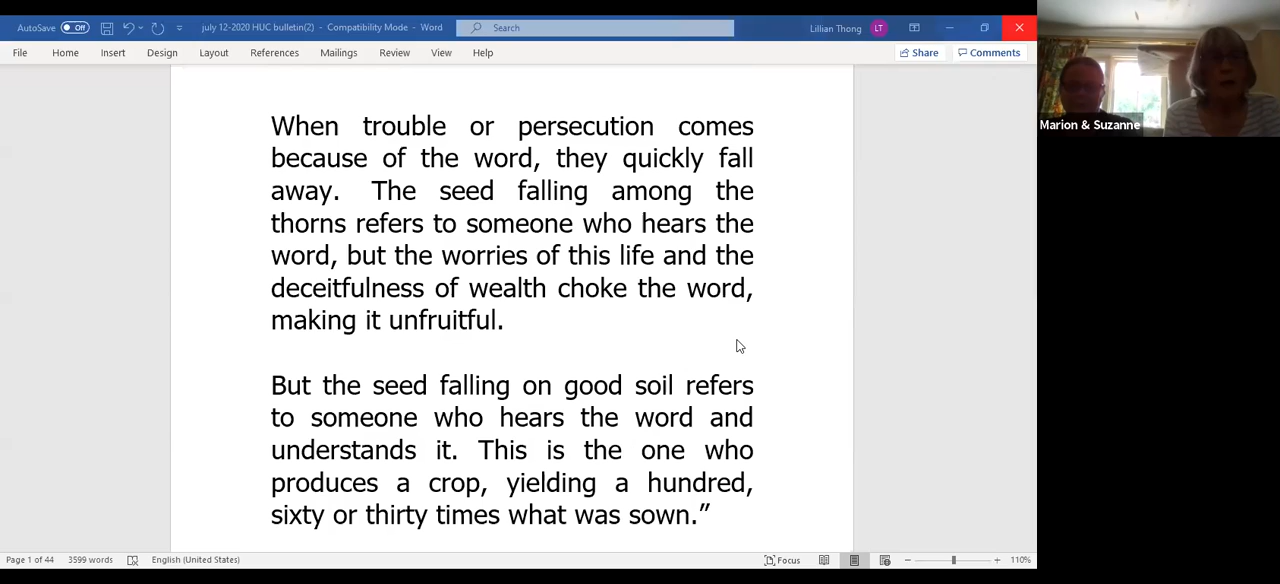 AutoSave Off july 12-2020 HUC bulletin(2) - Compatibility Mode - Word Search Lillian Thong LT
File Home Insert Design Layout References Mailings Review View Help Share Comments
When trouble or persecution comes
because of the word, they quickly fall
away. The seed falling among the
thorns refers to someone who hears the
word, but the worries of this life and the
deceitfulness of wealth choke the word,
making it unfruitful.
But the seed falling on good soil refers
to someone who hears the word and
understands it. This is the one who
produces a crop, yielding a hundred,
sixty or thirty times what was sown.”
Page 1 of 44 3599 words English (United States) Focus 110%
Marion & Suzanne